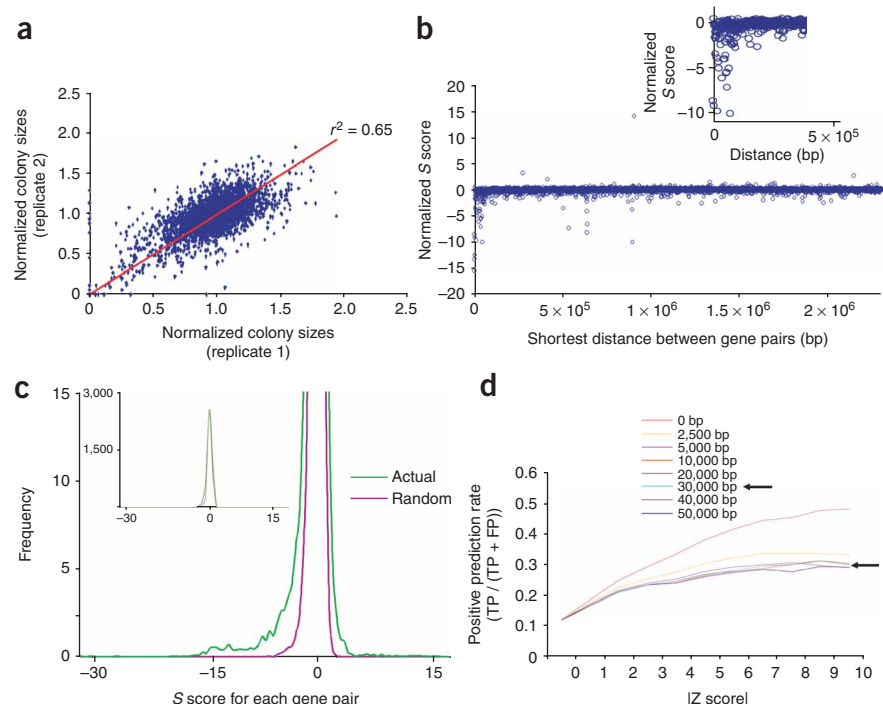 a
2.5
2.0
1.5
1.0
0.5
0
0
0.5
1.0
1.5
2.0
2.5
r² = 0.65
Normalized colony sizes
(replicate 2)
Normalized colony sizes
(replicate 1)
b
20
15
10
5
0
−5
−10
−15
−20
0
5 × 10⁵
1 × 10⁶
1.5 × 10⁶
2 × 10⁶
Normalized S score
Shortest distance between gene pairs (bp)
0
−5
−10
0
5 × 10⁵
Normalized
S score
Distance (bp)
c
15
10
5
0
−30
−15
0
15
Frequency
S score for each gene pair
3,000
1,500
−30
0
15
Actual
Random
d
0 bp
2,500 bp
5,000 bp
10,000 bp
20,000 bp
30,000 bp
40,000 bp
50,000 bp
0.6
0.5
0.4
0.3
0.2
0.1
0
0 1 2 3 4 5 6 7 8 9 10
Positive prediction rate
(TP / (TP + FP))
|Z score|